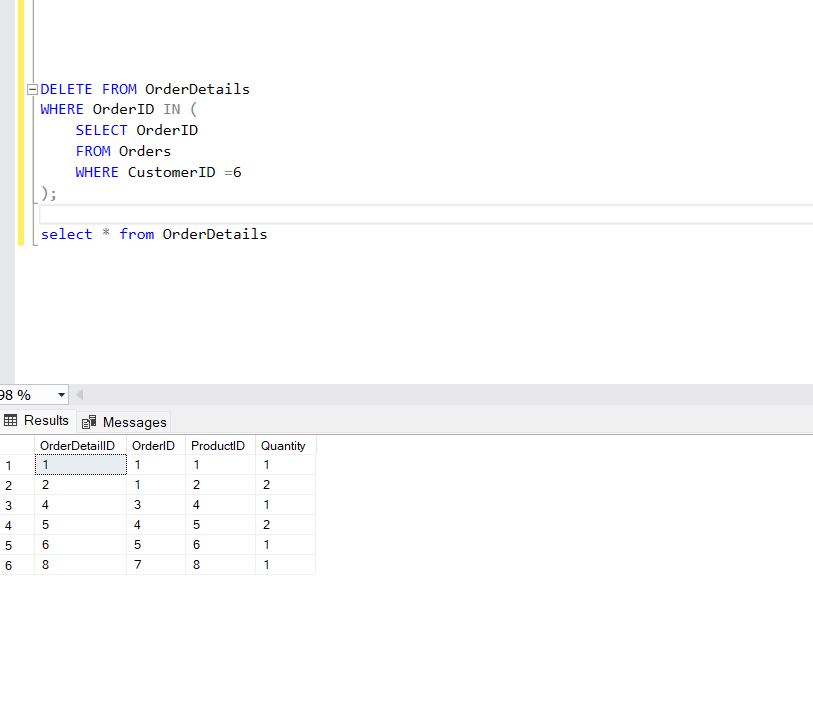 DELETE FROM OrderDetails
WHERE OrderID IN (
    SELECT OrderID
    FROM Orders
    WHERE CustomerID =6
);
select * from OrderDetails
98 %
Results Messages
OrderDetailID OrderID ProductID Quantity
1 1 1 1 1
2 2 1 2 2
3 4 3 4 1
4 5 4 5 2
5 6 5 6 1
6 8 7 8 1